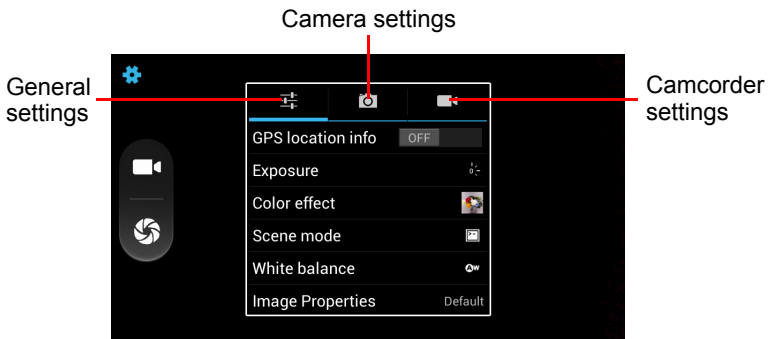 Camera settings
General
settings
Camcorder
settings
GPS location info OFF
Exposure
Color effect
Scene mode
White balance
Image Properties Default